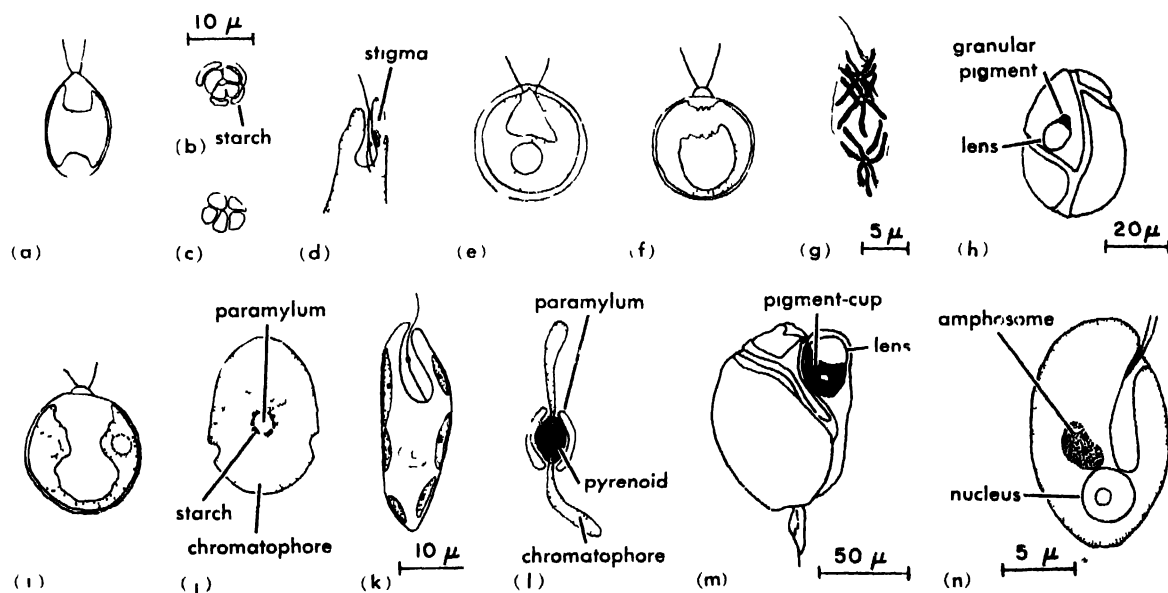 10 μ
stigma
granular
pigment
starch
lens
(a)
(b)
(c)
(d)
(e)
(f)
(g)
5 μ
(h)
20 μ
paramylum
paramylum
pigment-cup
lens
amphosome
pyrenoid
nucleus
starch
chromatophore
chromatophore
(i)
(j)
(k)
10 μ
(l)
(m)
50 μ
(n)
5 μ